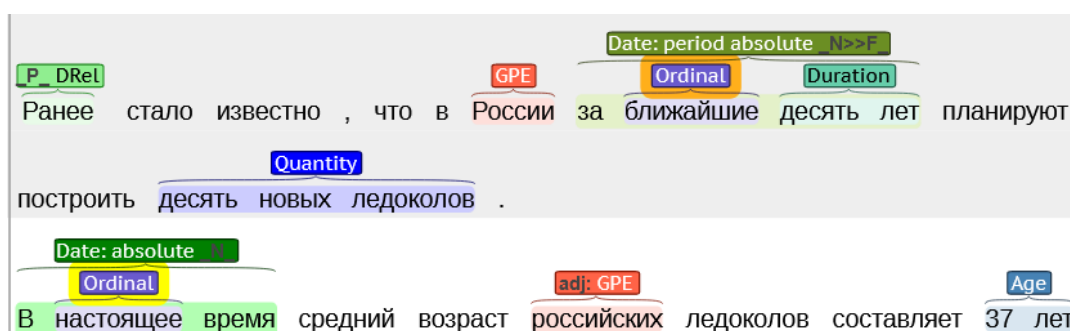 Date: period absolute _N>>F_
_P_ DRel GPE Ordinal Duration
Ранее стало известно , что в России за ближайшие десять лет планируют
Quantity
построить десять новых ледоколов .
Date: absolute _N_
Ordinal adj: GPE Age
В настоящее время средний возраст российских ледоколов составляет 37 лет